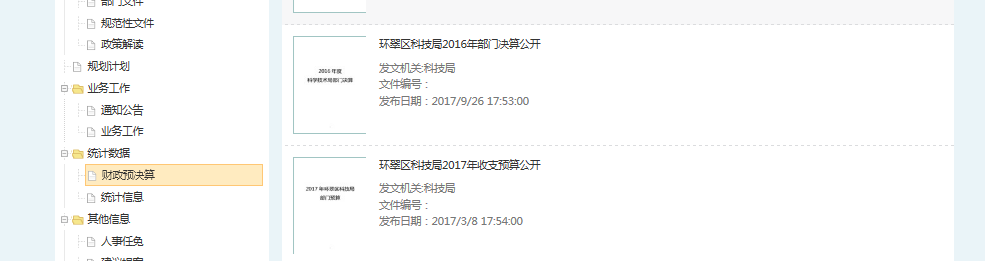 部门文件
规范性文件
政策解读
规划计划
业务工作
通知公告
业务工作
统计数据
财政预决算
统计信息
其他信息
人事任免
建议提案
2016 年度
科学技术局部门决算
环翠区科技局2016年部门决算公开
发文机关:科技局
文件编号：
发布日期：2017/9/26 17:53:00
2017 年环翠区科技局
部门预算
环翠区科技局2017年收支预算公开
发文机关:科技局
文件编号：
发布日期：2017/3/8 17:54:00